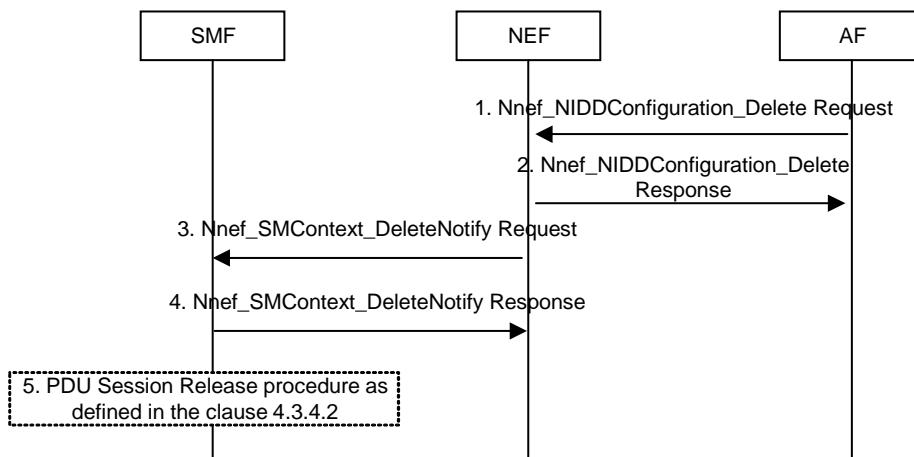 SMF
NEF
AF
1. Nnef_NIDDConfiguration_Delete Request
2. Nnef_NIDDConfiguration_Delete
Response
3. Nnef_SMContext_DeleteNotify Request
4. Nnef_SMContext_DeleteNotify Response
5. PDU Session Release procedure as
defined in the clause 4.3.4.2